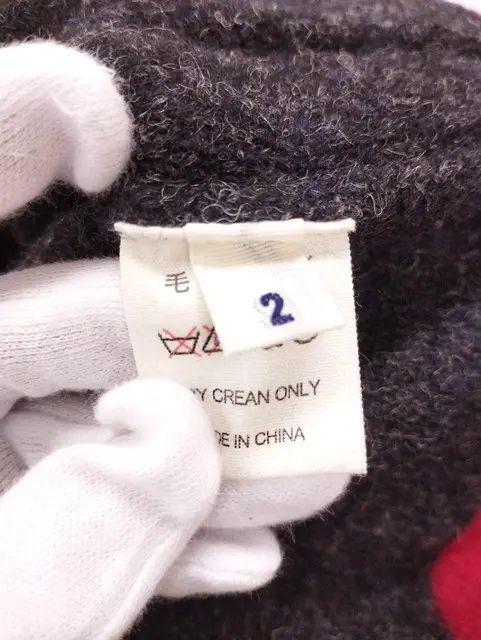 毛
2
Y CREAN ONLY
DE IN CHINA